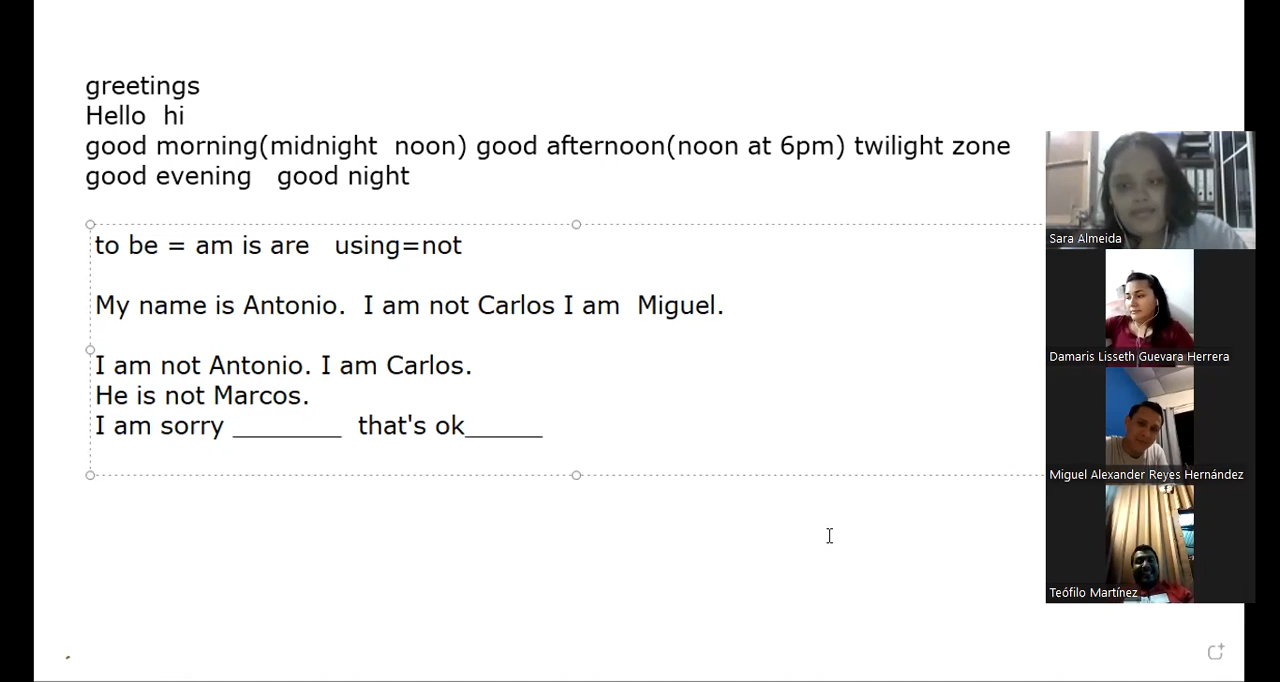 greetings
Hello  hi
good morning(midnight  noon) good afternoon(noon at 6pm) twilight zone
good evening   good night
to be = am is are   using=not
My name is Antonio.  I am not Carlos I am  Miguel.
I am not Antonio. I am Carlos.
He is not Marcos.
I am sorry _________  that's ok______
Sara Almeida
Damaris Lisseth Guevara Herrera
Miguel Alexander Reyes Hernández
Teófilo Martínez